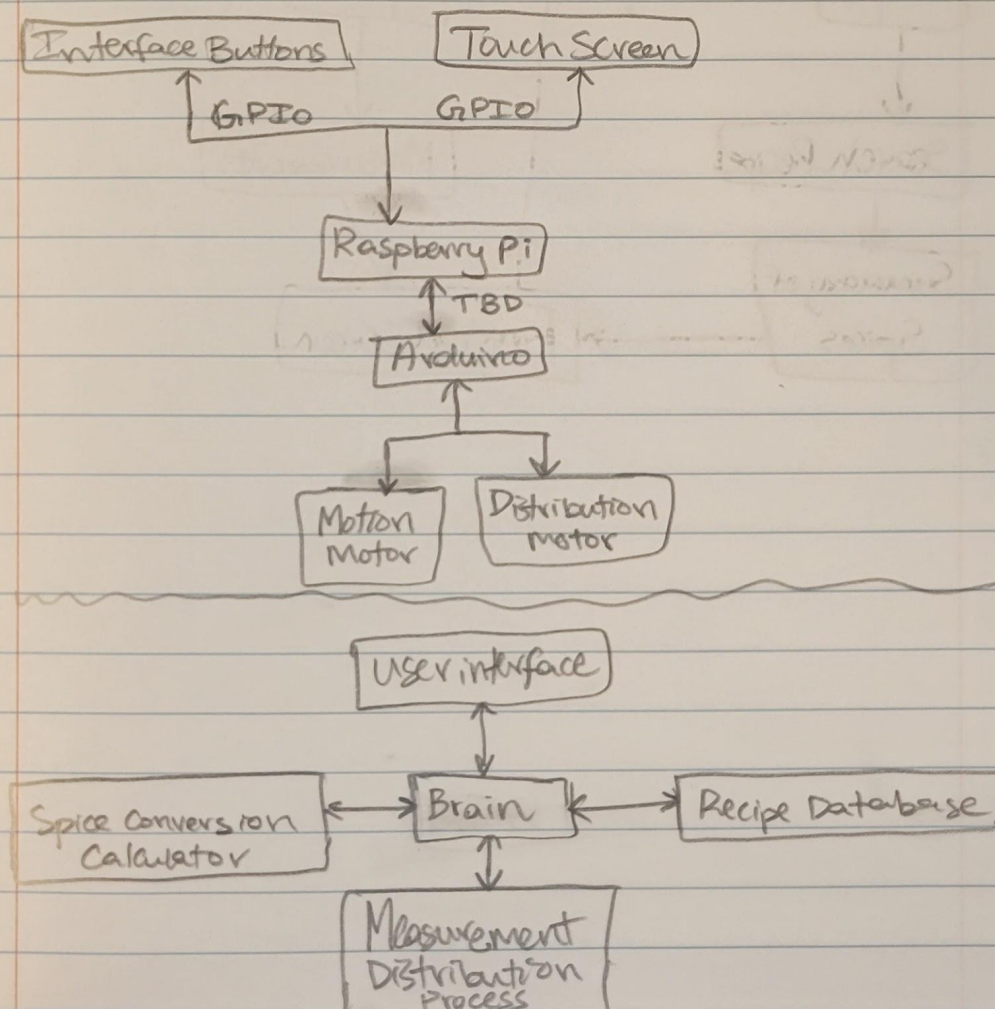 Interface Buttons
Touch Screen
GPIO
GPIO
Raspberry Pi
TBD
Arduino
Motion
Motor
Distribution
motor
User interface
Spice Conversion
Calculator
Brain
Recipe Database
Measurement
Distribution
Process